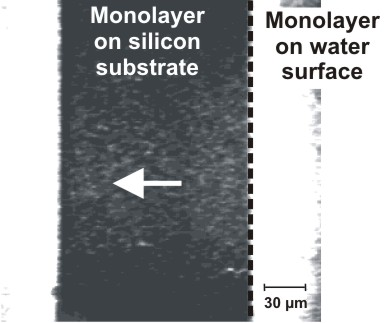 Monolayer
on silicon
substrate
Monolayer
on water
surface
30 µm